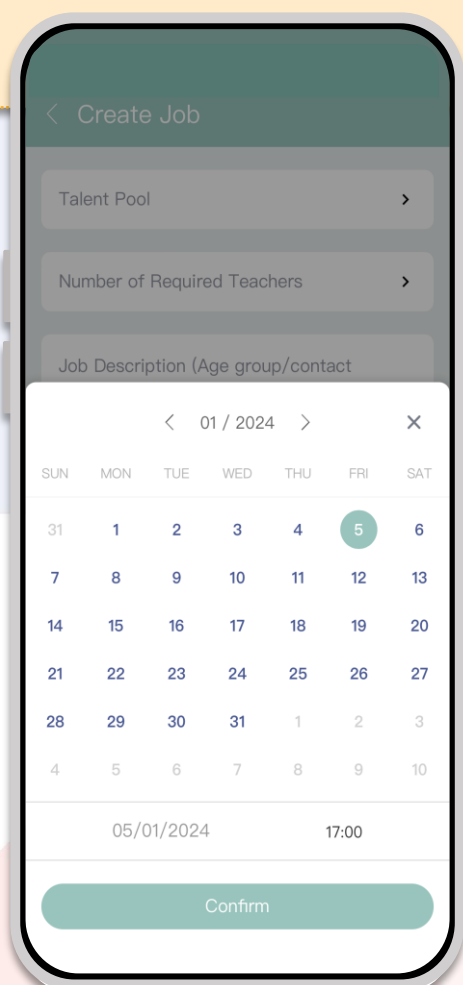 Create Job
Talent Pool
Number of Required Teachers
Job Description (Age group/contact
01 / 2024
SUN MON TUE WED THU FRI SAT
31 1 2 3 4 5 6
7 8 9 10 11 12 13
14 15 16 17 18 19 20
21 22 23 24 25 26 27
28 29 30 31 1 2 3
4 5 6 7 8 9 10
05/01/2024 17:00
Confirm